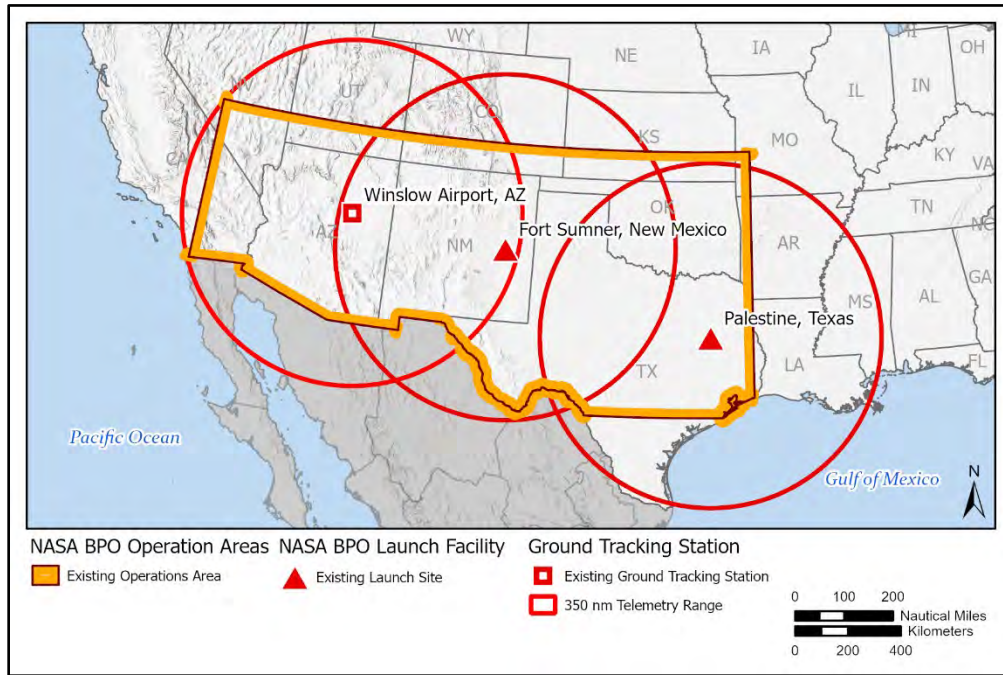 WY
NE
IA
MI
IL
IN
OH
NV
UT
CO
KS
MO
KY
VA
CA
Winslow Airport, AZ
AZ
NM
OK
AR
TN
NC
Fort Sumner, New Mexico
MS
AL
GA
Palestine, Texas
TX
LA
FL
Pacific Ocean
Gulf of Mexico
N
NASA BPO Operation Areas
Existing Operations Area
NASA BPO Launch Facility
Existing Launch Site
Ground Tracking Station
Existing Ground Tracking Station
350 nm Telemetry Range
0 100 200
Nautical Miles
Kilometers
0 200 400